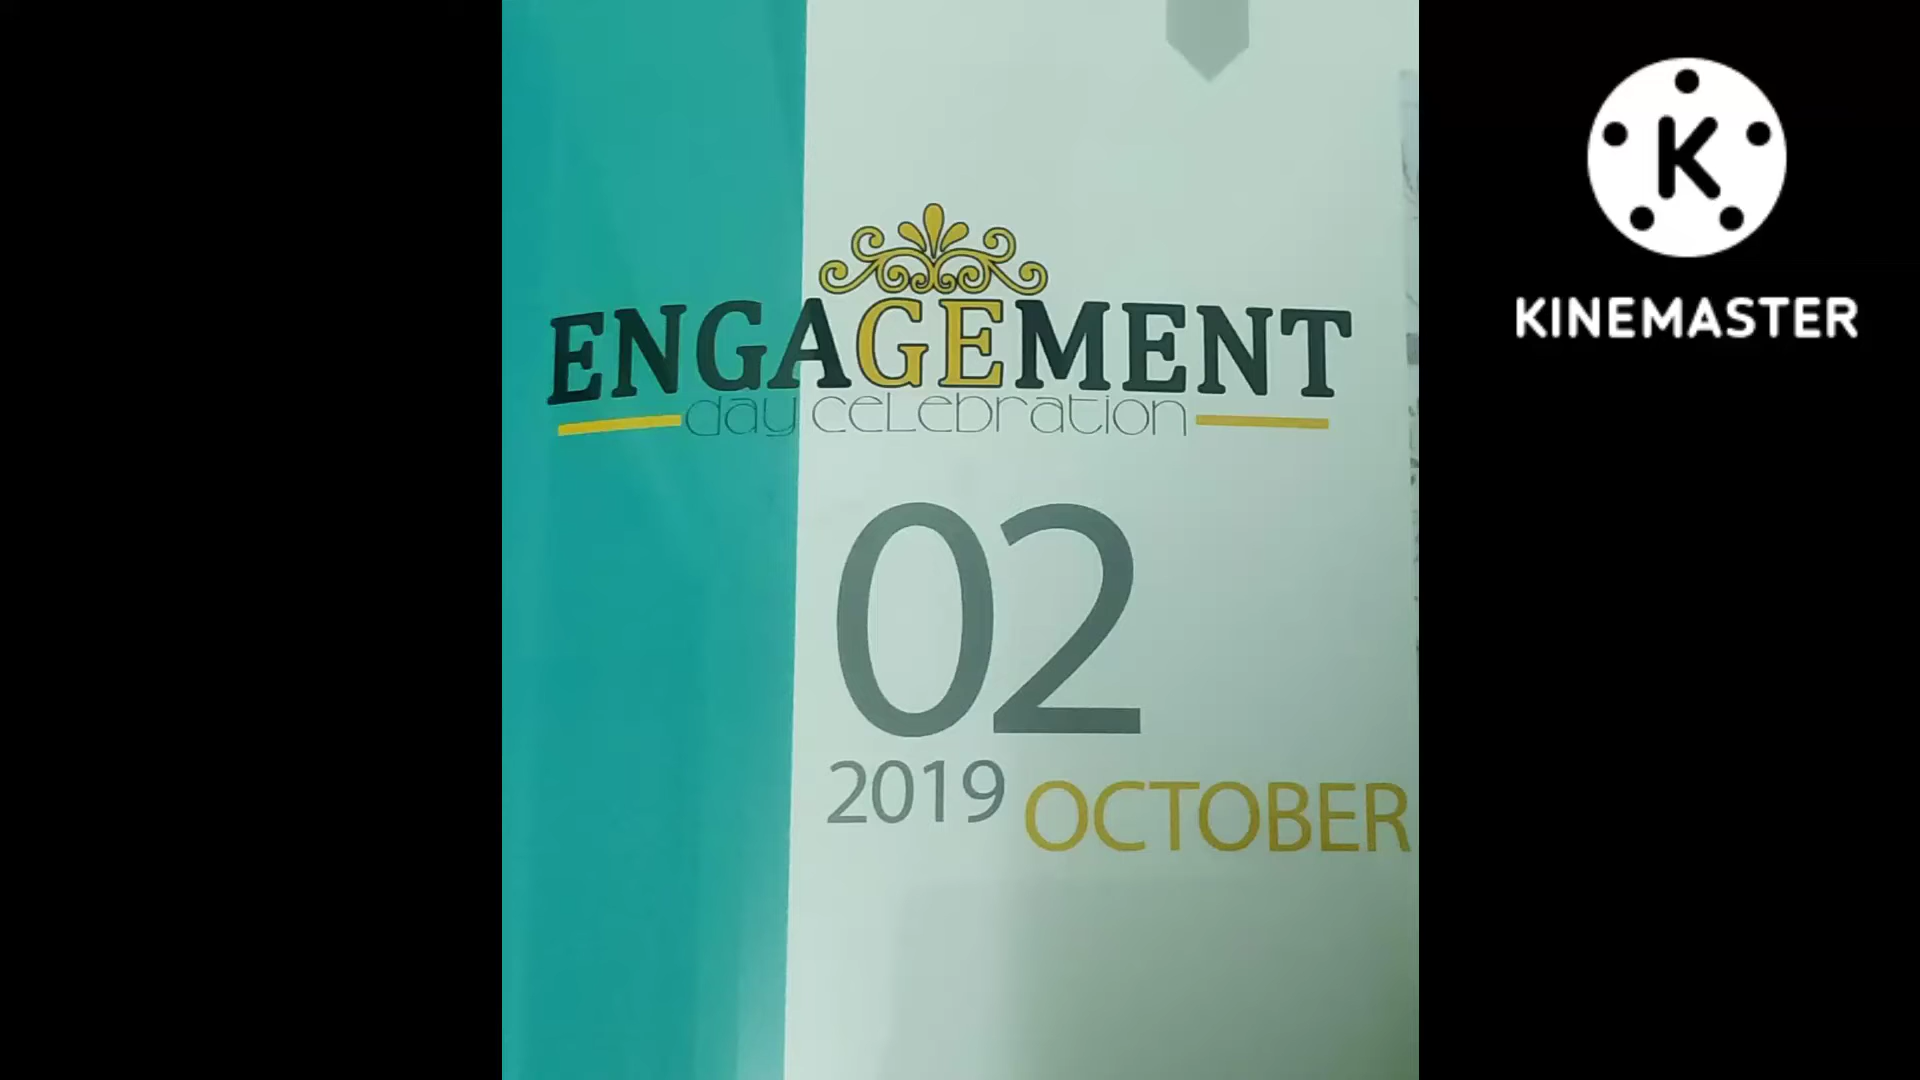 ENGAGEMENT
day celebration
02
2019 OCTOBER
K
KINEMASTER